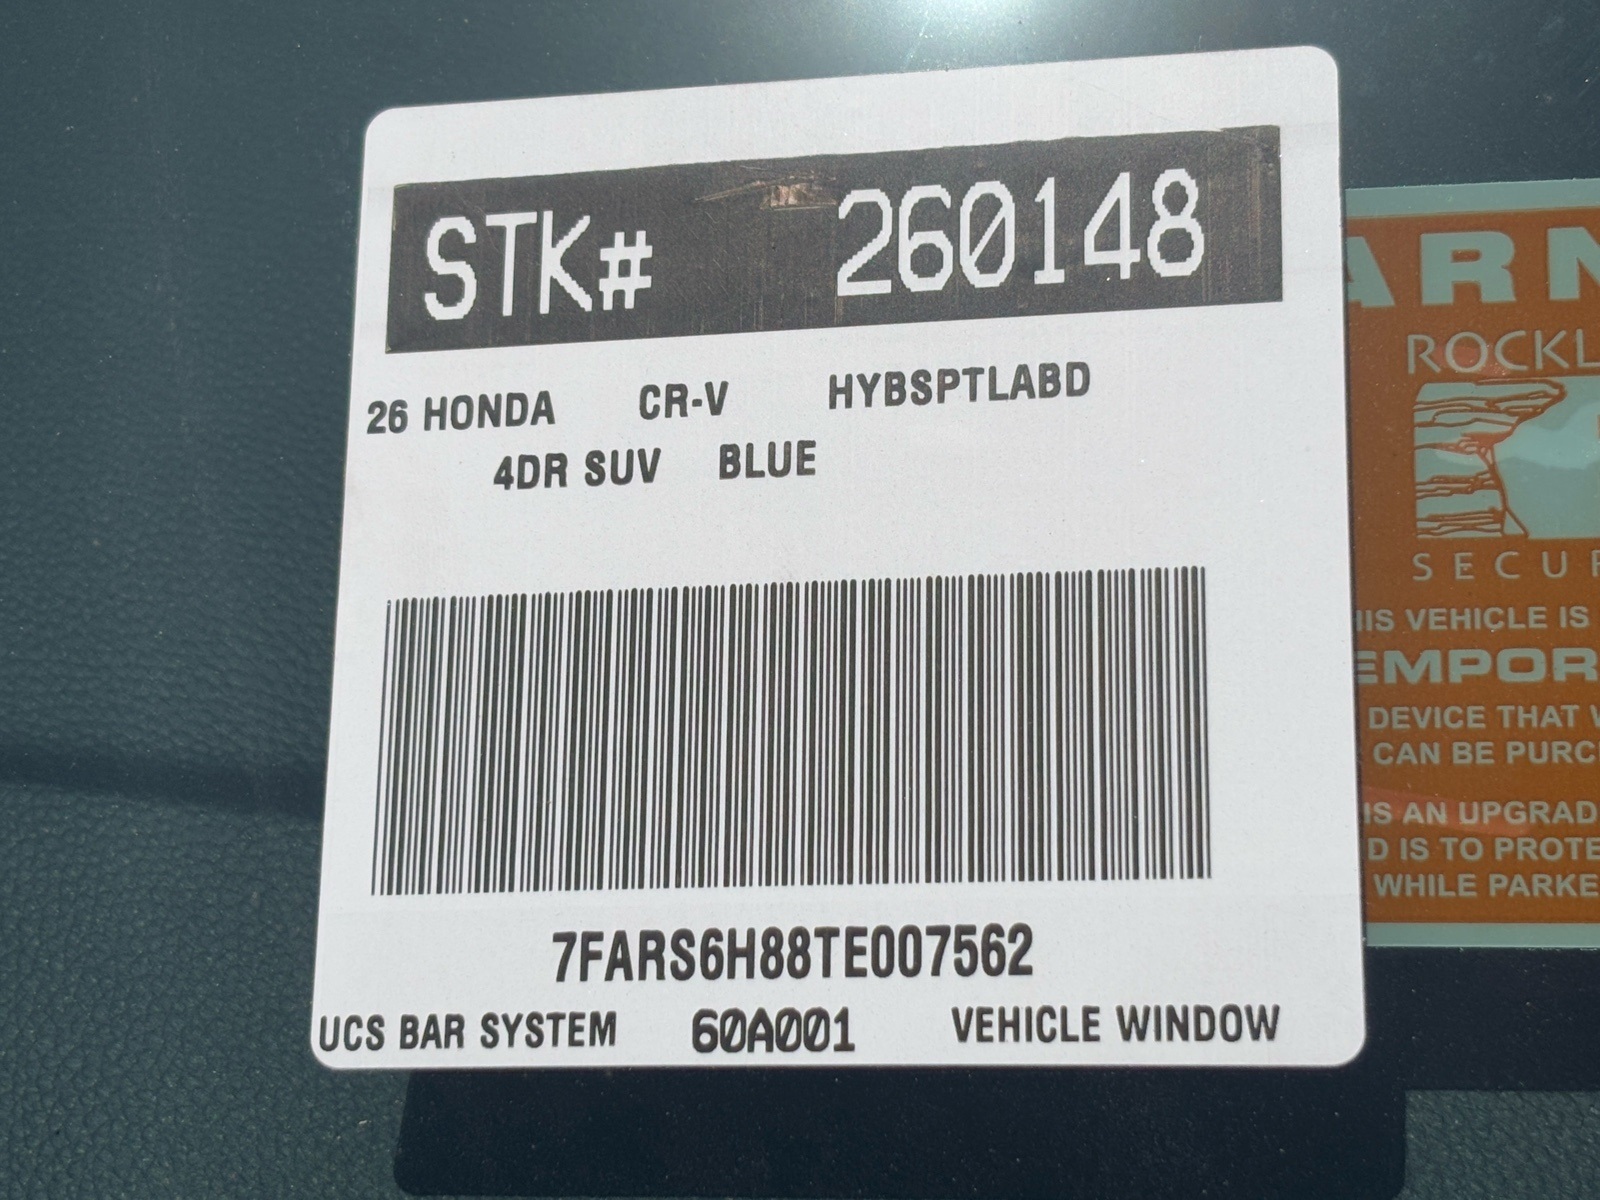 STK# 260148
26 HONDA CR-V HYBSPTLABD
4DR SUV BLUE
7FARS6H88TE007562
UCS BAR SYSTEM 60A001 VEHICLE WINDOW
ARN
ROCKL
SECUR
IS VEHICLE IS
EMPOR
DEVICE THAT W
CAN BE PURC
IS AN UPGRAD
D IS TO PROTE
WHILE PARKE